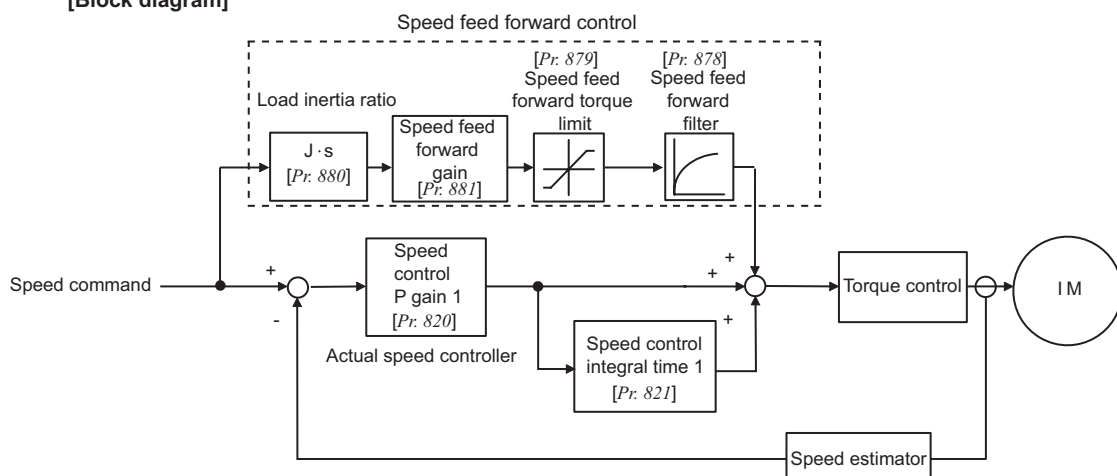 [Block diagram]
Speed feed forward control
[Pr. 879]
Speed feed
forward torque
limit
[Pr. 878]
Speed feed
forward
filter
Load inertia ratio
J·s
[Pr. 880]
Speed feed
forward
gain
[Pr. 881]
Speed command
+
-
Speed
control
P gain 1
[Pr. 820]
Actual speed controller
+
+
+
Speed control
integral time 1
[Pr. 821]
Torque control
IM
Speed estimator